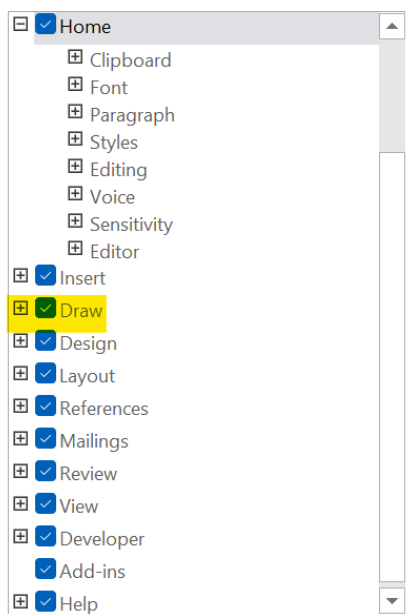 Home
Clipboard
Font
Paragraph
Styles
Editing
Voice
Sensitivity
Editor
Insert
Draw
Design
Layout
References
Mailings
Review
View
Developer
Add-ins
Help